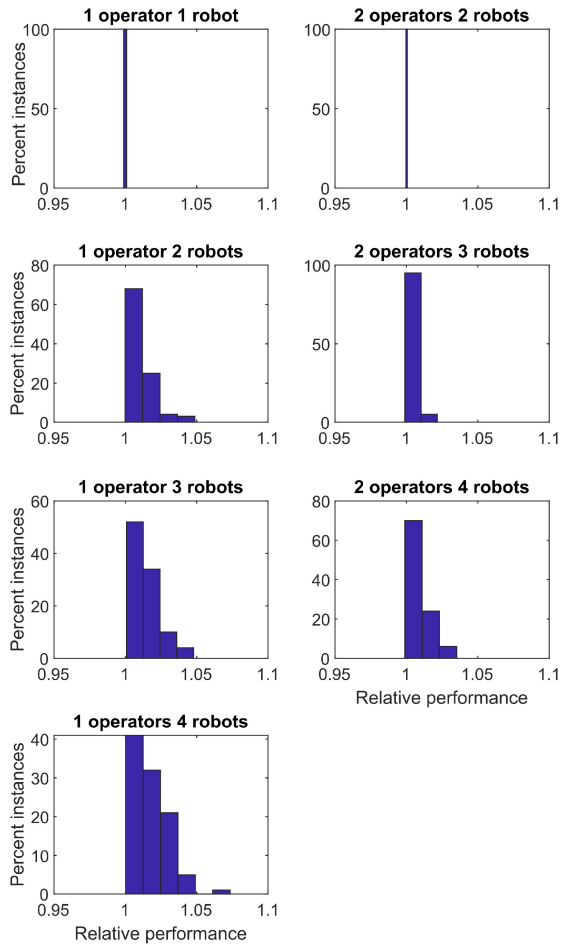 1 operator 1 robot
Percent instances
100
50
0
0.95 1 1.05 1.1
2 operators 2 robots
100
50
0
0.95 1 1.05 1.1
1 operator 2 robots
Percent instances
80
60
40
20
0
0.95 1 1.05 1.1
2 operators 3 robots
100
50
0
0.95 1 1.05 1.1
1 operator 3 robots
Percent instances
60
40
20
0
0.95 1 1.05 1.1
2 operators 4 robots
80
60
40
20
0
0.95 1 1.05 1.1
Relative performance
1 operators 4 robots
Percent instances
40
30
20
10
0
0.95 1 1.05 1.1
Relative performance